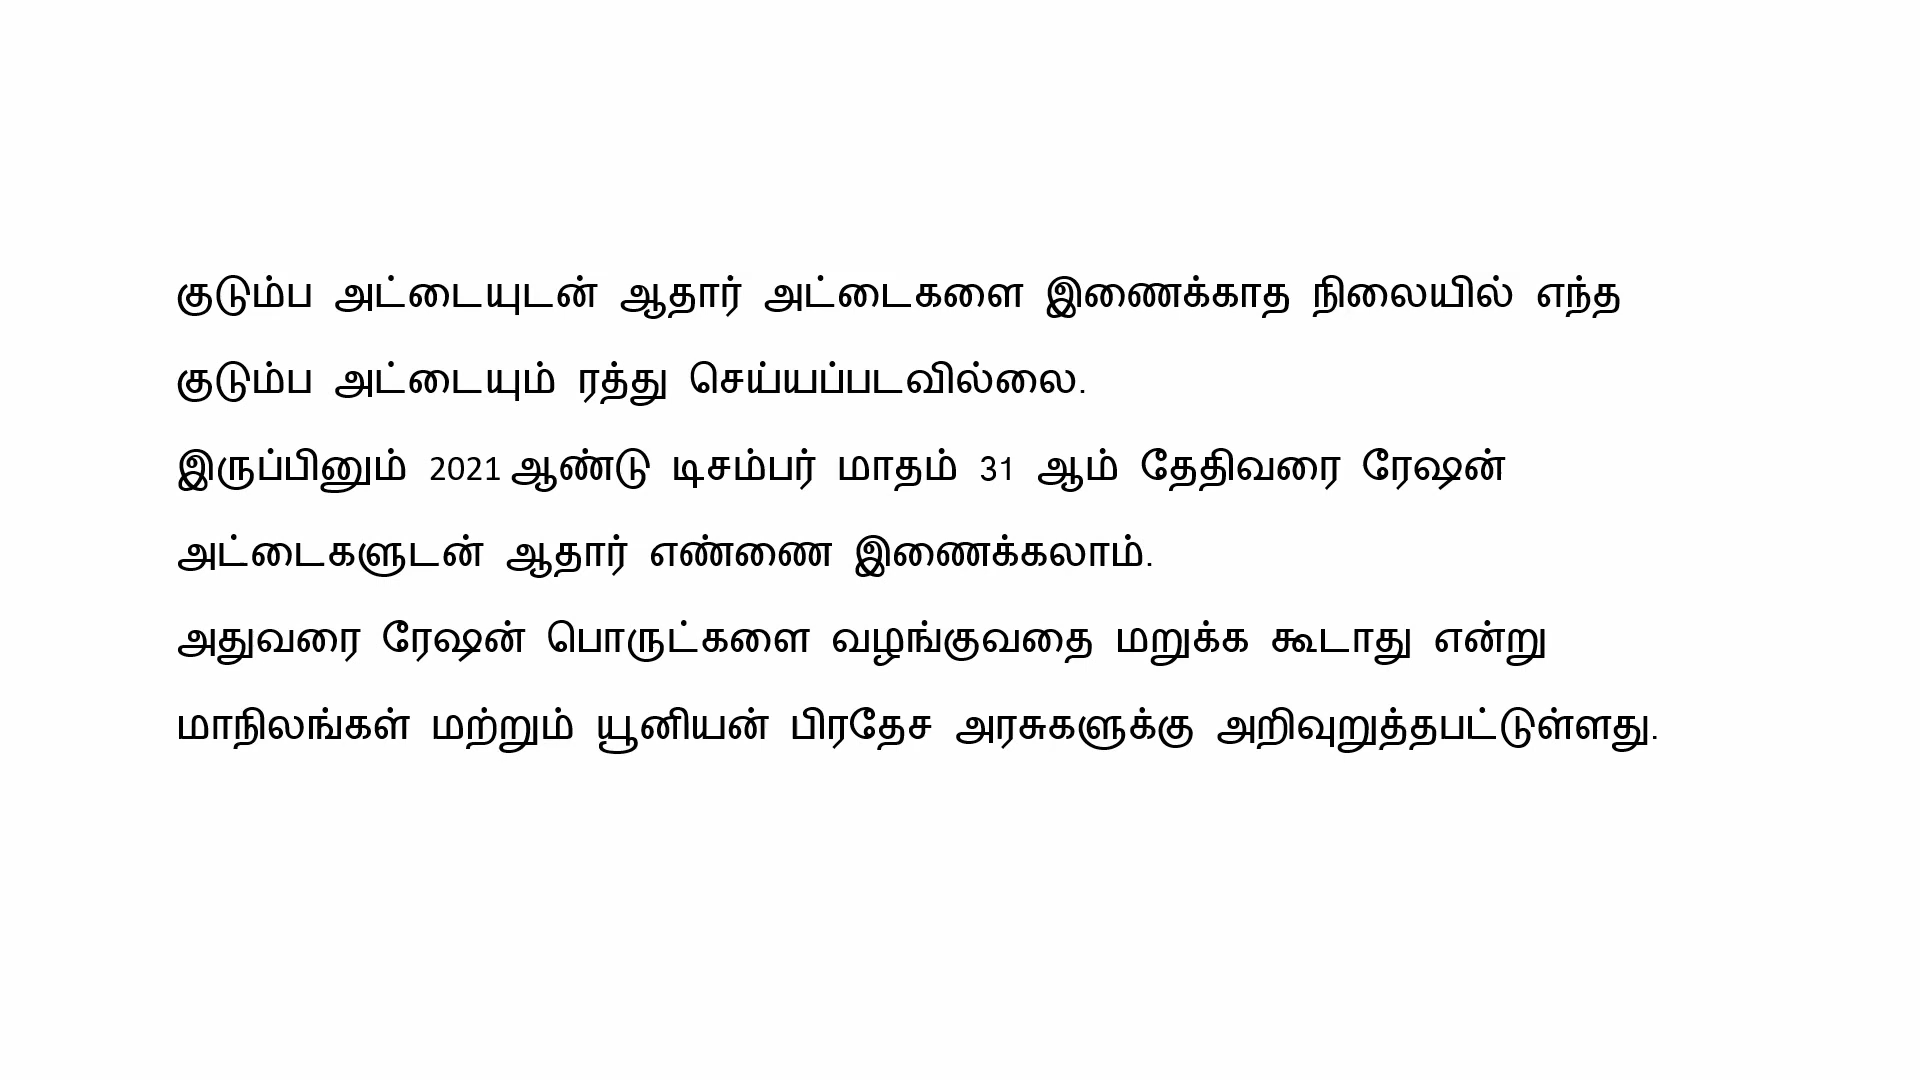 குடும்ப அட்டையுடன் ஆதார் அட்டைகளை இணைக்காத நிலையில் எந்த
குடும்ப அட்டையும் ரத்து செய்யப்படவில்லை.
இருப்பினும் 2021 ஆண்டு டிசம்பர் மாதம் 31 ஆம் தேதிவரை ரேஷன்
அட்டைகளுடன் ஆதார் எண்ணை இணைக்கலாம்.
அதுவரை ரேஷன் பொருட்களை வழங்குவதை மறுக்க கூடாது என்று
மாநிலங்கள் மற்றும் யூனியன் பிரதேச அரசுகளுக்கு அறிவுறுத்தபட்டுள்ளது.